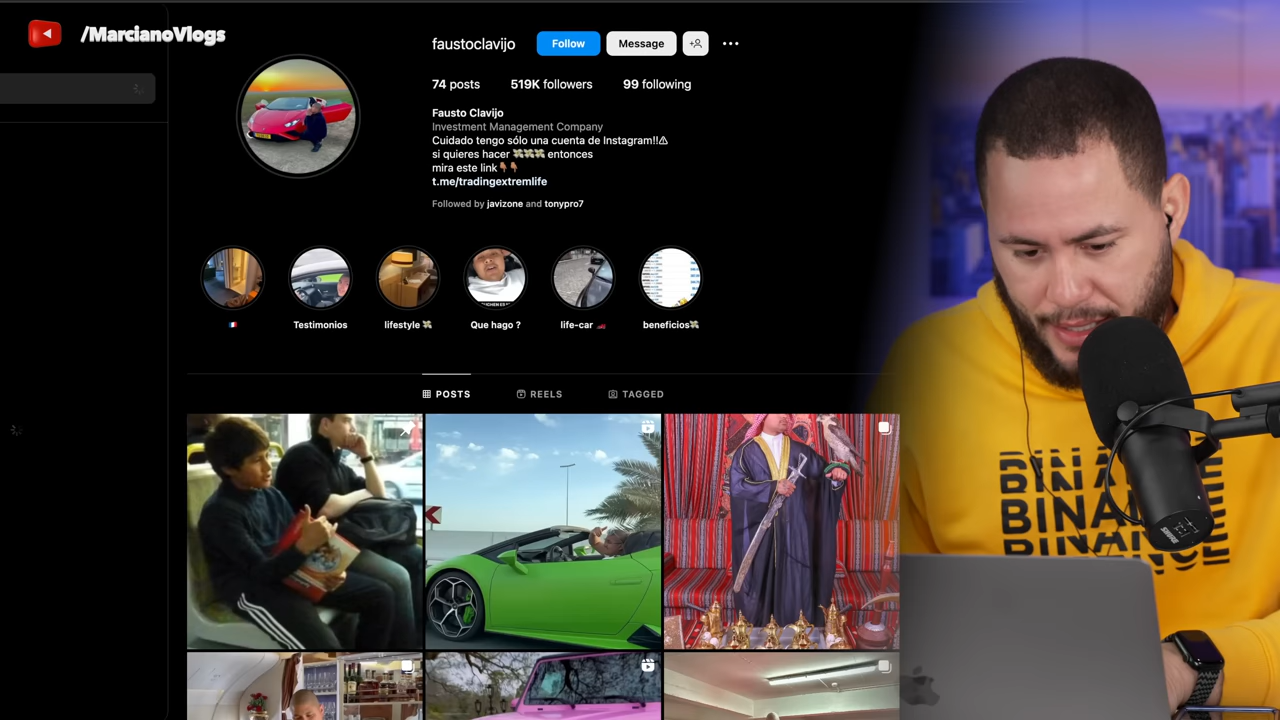 /MarcianoVlogs
faustoclavijo
Follow
Message
74 posts
519K followers
99 following
Fausto Clavijo
Investment Management Company
Cuidado tengo sólo una cuenta de Instagram!!⚠
si quieres hacer 💸💸💸 entonces
mira este link👇🏽👇🏽
t.me/tradingextremlife
Followed by javizone and tonypro7
🇫🇷
Testimonios
lifestyle 💸
Que hago ?
life-car 🏎
beneficios💸
POSTS
REELS
TAGGED
BINANCE
BINANCE
BINANCE